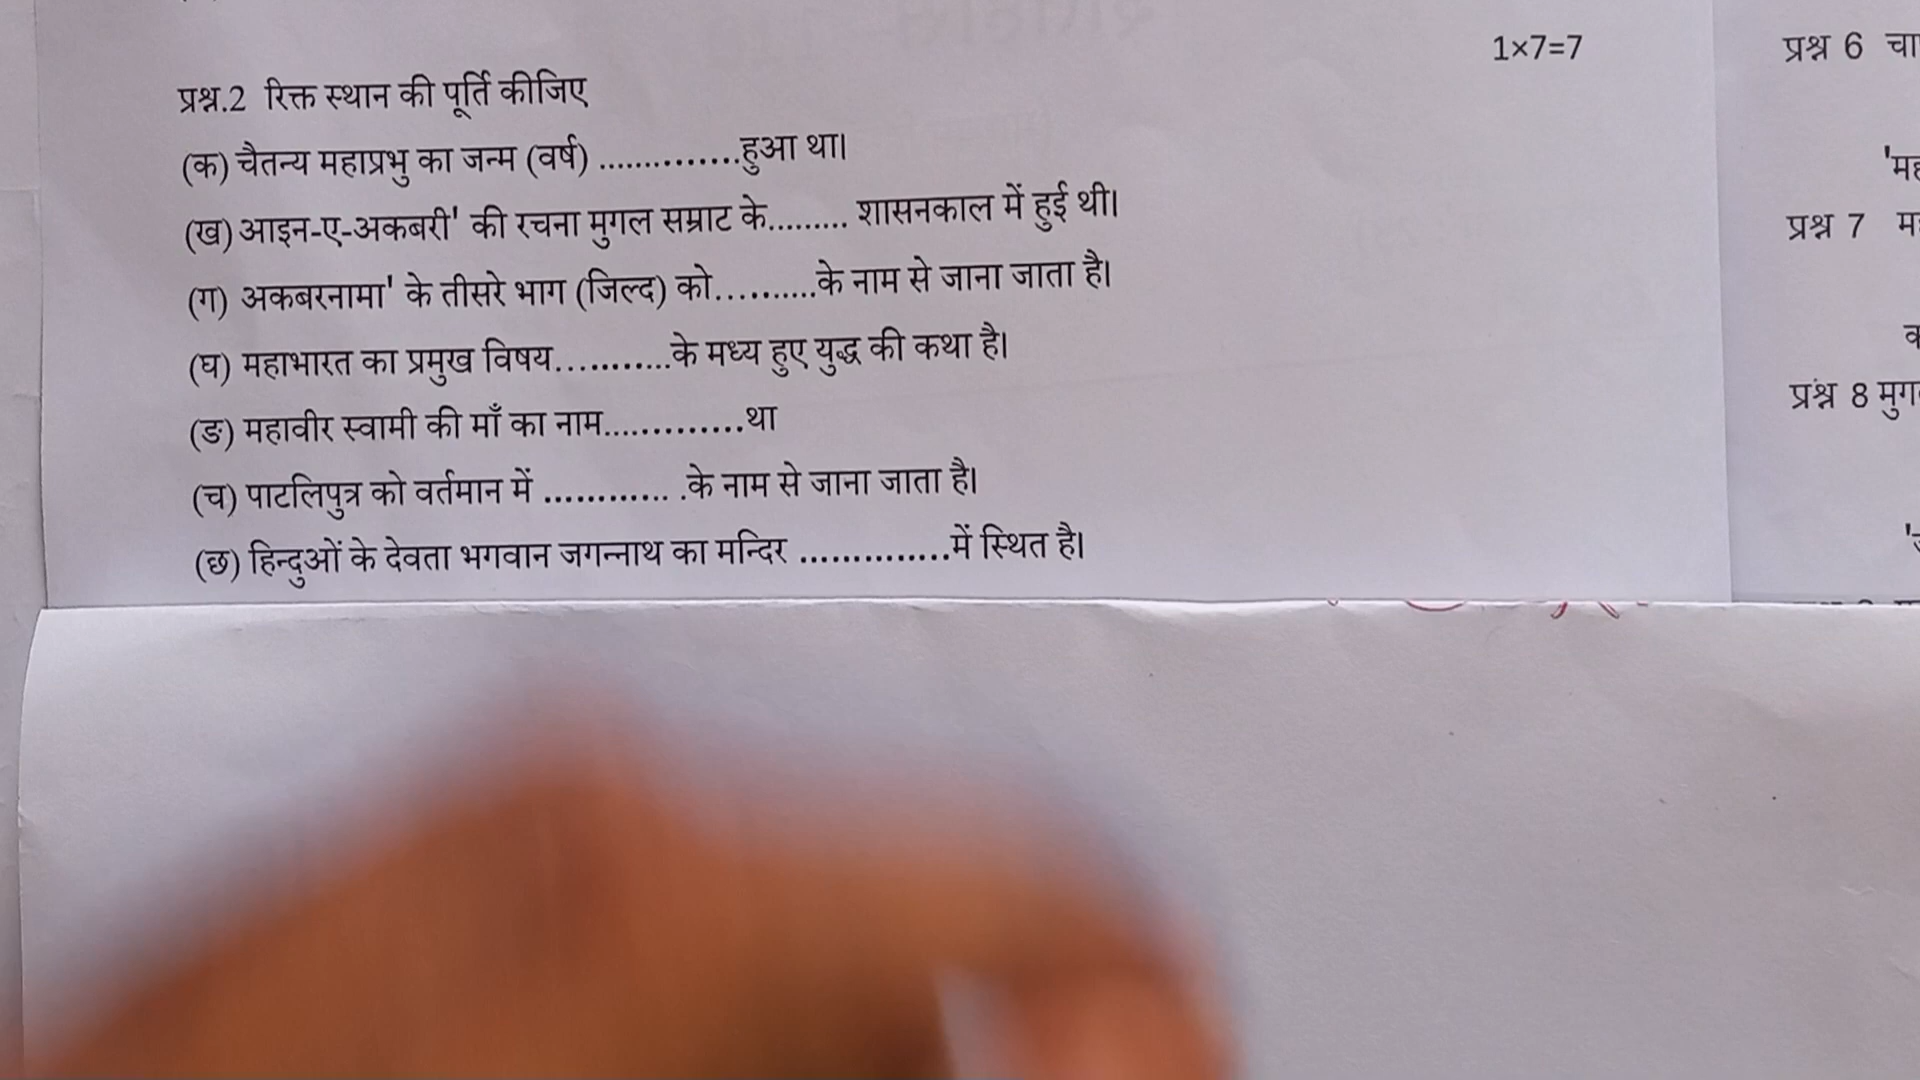 1×7=7
प्रश्न.2 रिक्त स्थान की पूर्ति कीजिए
(क) चैतन्य महाप्रभु का जन्म (वर्ष) ..............हुआ था।
(ख) आइन-ए-अकबरी' की रचना मुगल सम्राट के......... शासनकाल में हुई थी।
(ग) अकबरनामा' के तीसरे भाग (जिल्द) को...........के नाम से जाना जाता है।
(घ) महाभारत का प्रमुख विषय............के मध्य हुए युद्ध की कथा है।
(ङ) महावीर स्वामी की माँ का नाम..............था
(च) पाटलिपुत्र को वर्तमान में ............. .के नाम से जाना जाता है।
(छ) हिन्दुओं के देवता भगवान जगन्नाथ का मन्दिर ...............में स्थित है।
प्रश्न 6
प्रश्न 7
प्रश्न 8